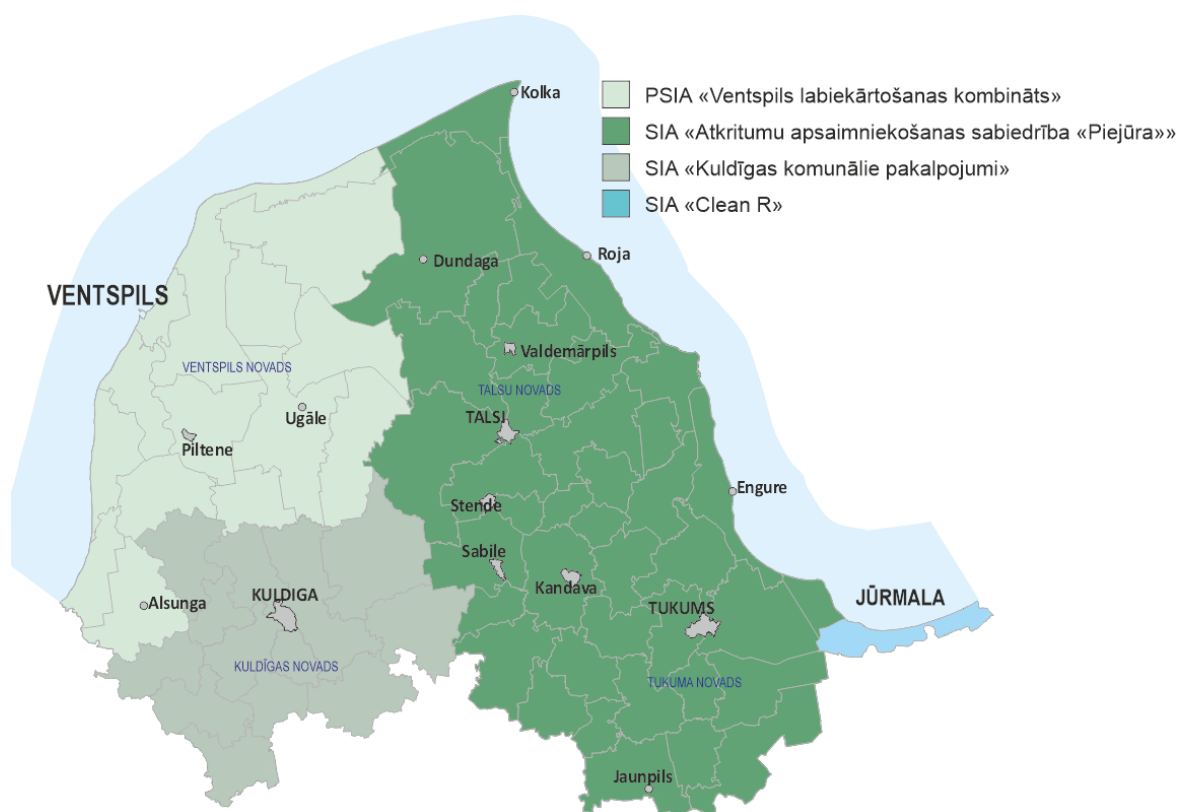 Kolka
PSIA «Ventspils labiekārtošanas kombināts»
SIA «Atkritumu apsaimniekošanas sabiedrība «Piejūra»»
SIA «Kuldīgas komunālie pakalpojumi»
SIA «Clean R»
Roja
Dundaga
VENTSPILS
Valdemārpils
VENTSPILS NOVADS
TALSU NOVADS
Ugāle
TALSI
Piltene
Engure
Stende
Sabile
Kandava
Alsunga
KULDIGA
TUKUMS
JŪRMALA
KULDĪGAS NOVADS
TUKUMA NOVADS
Jaunpils